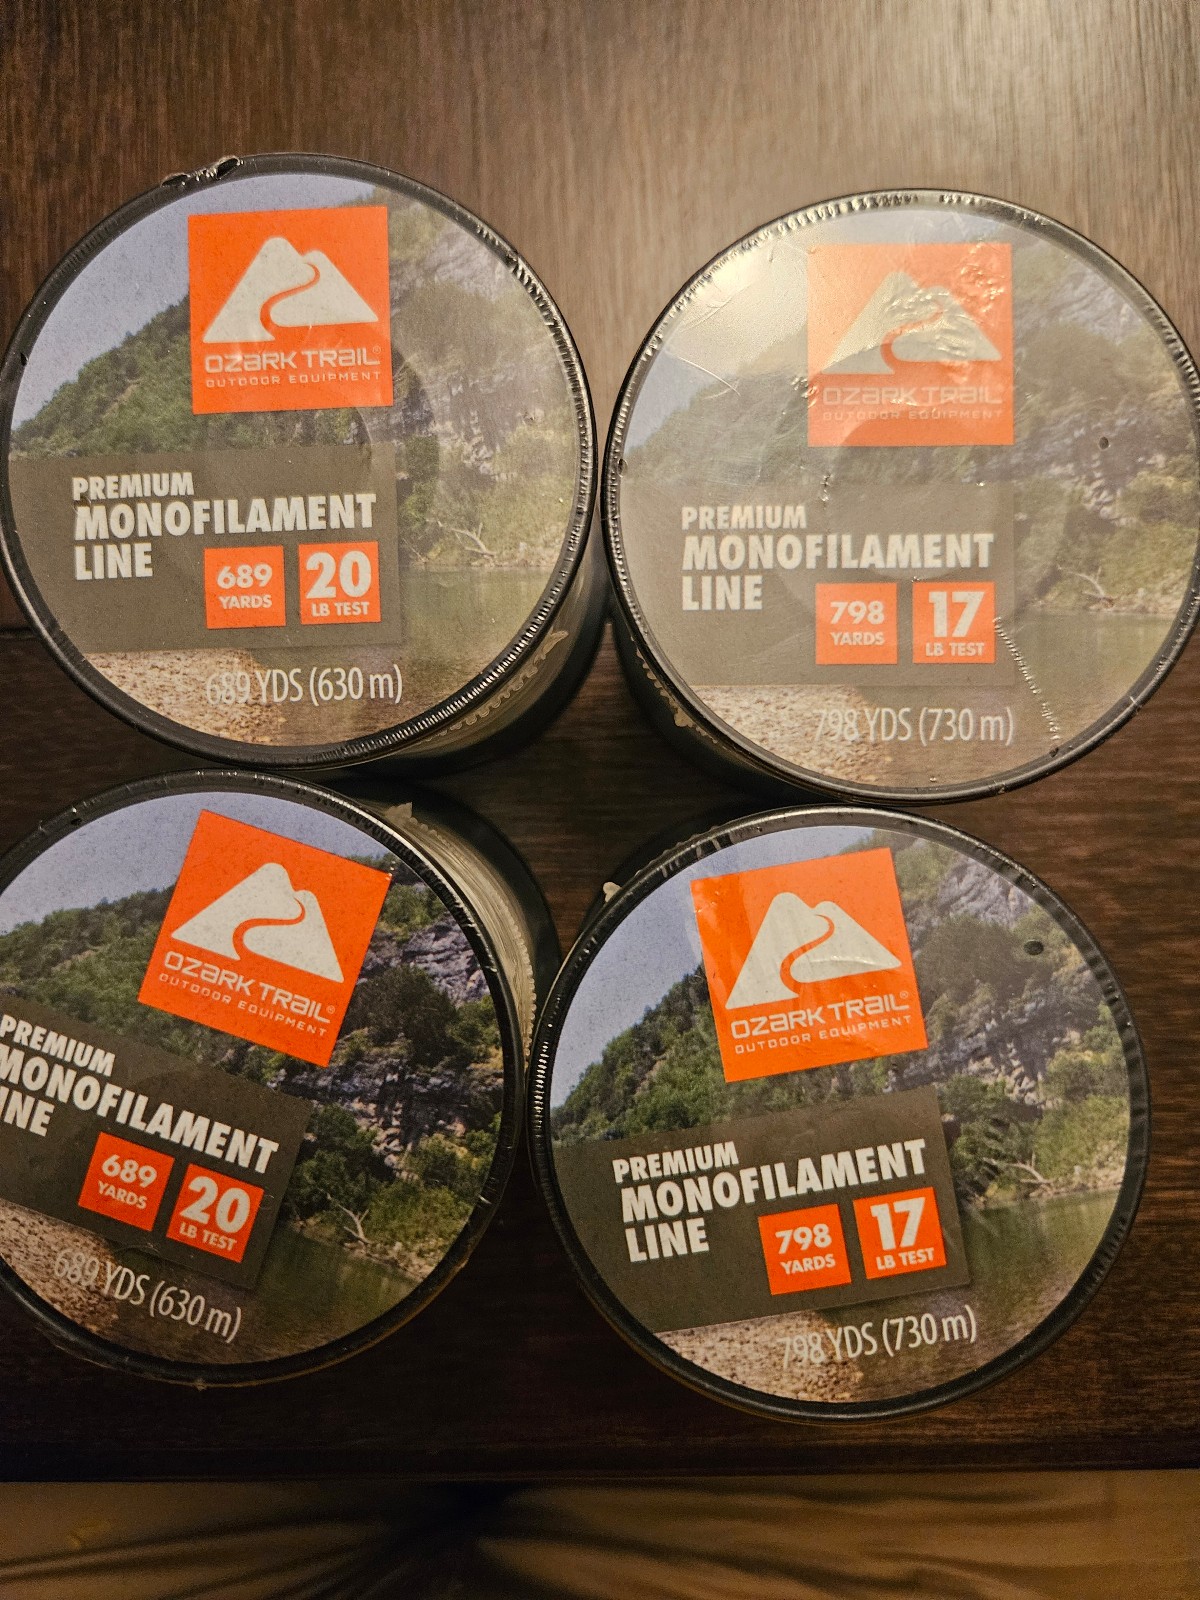 OZARK TRAIL®
OUTDOOR EQUIPMENT
PREMIUM
MONOFILAMENT
LINE
689
YARDS
20
LB TEST
689 YDS (630 m)
OZARK TRAIL
OUTDOOR EQUIPMENT
PREMIUM
MONOFILAMENT
LINE
798
YARDS
17
LB TEST
798 YDS (730 m)
OZARK TRAIL®
OUTDOOR EQUIPMENT
PREMIUM
MONOFILAMENT
INE
689
YARDS
20
LB TEST
689 YDS (630 m)
OZARK TRAIL®
OUTDOOR EQUIPMENT
PREMIUM
MONOFILAMENT
LINE
798
YARDS
17
LB TEST
798 YDS (730 m)